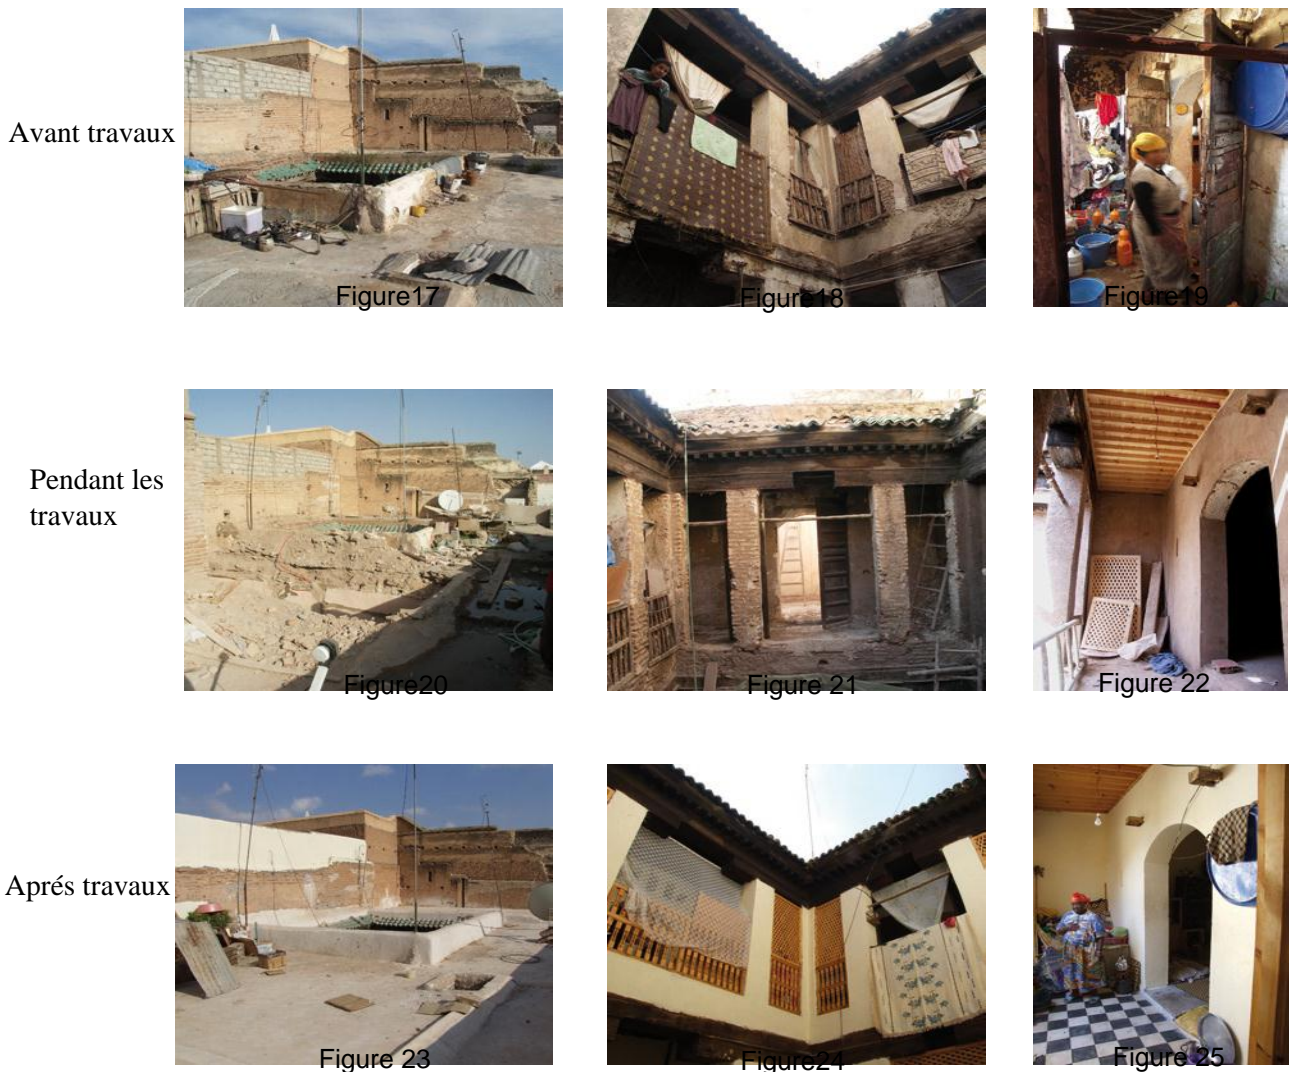 Avant travaux
Figure17
Figure18
Figure19
Pendant les
travaux
Figure20
Figure 21
Figure 22
Aprés travaux
Figure 23
Figure24
Figure 25